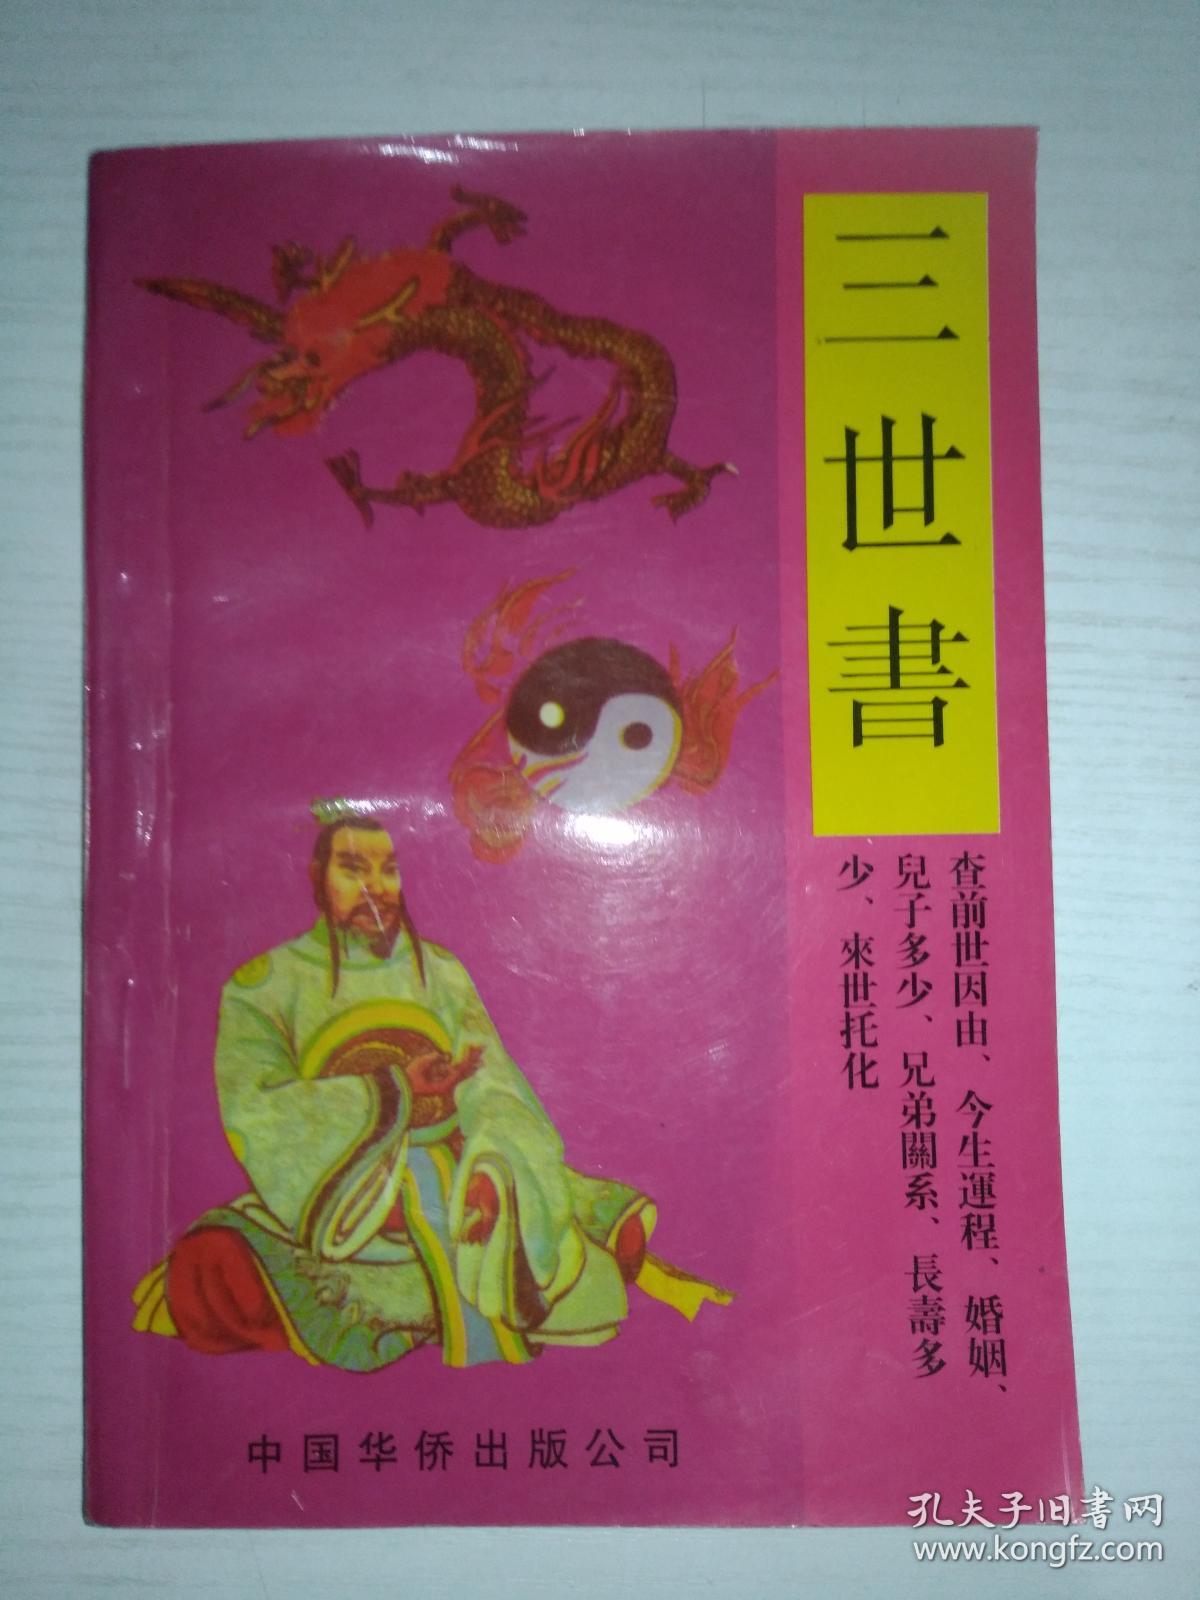 三世書
查前世因由、今生運程、婚姻、
兒子多少、兄弟關系、長壽多
少、來世托化
中国华侨出版公司
孔夫子旧书网
www.kongfz.com